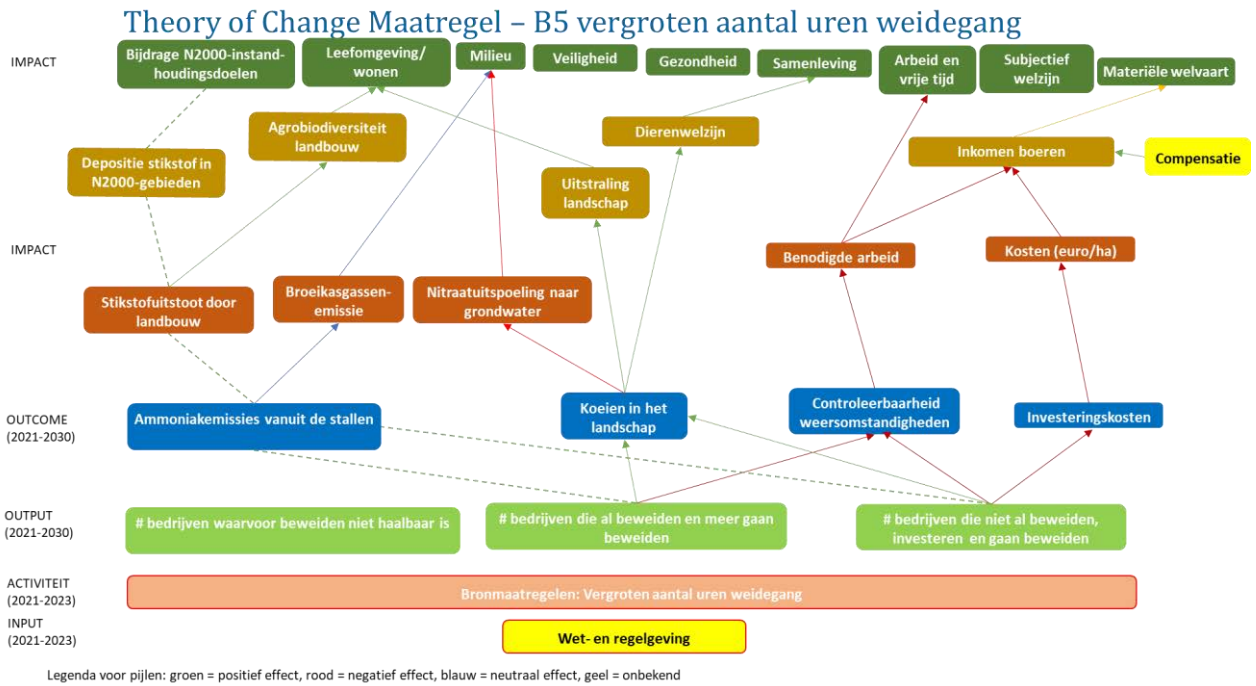 Theory of Change Maatregel – B5 vergroten aantal uren weidegang
IMPACT
Bijdrage N2000-instand-
houdingsdoelen
Leefomgeving/
wonen
Milieu
Veiligheid
Gezondheid
Samenleving
Arbeid en
vrije tijd
Subjectief
welzijn
Materiële welvaart
Agrobiodiversiteit
landbouw
Dierenwelzijn
Depositie stikstof in
N2000-gebieden
Inkomen boeren
Compensatie
Uitstraling
landschap
IMPACT
Benodigde arbeid
Kosten (euro/ha)
Stikstofuitstoot door
landbouw
Broeikasgassen-
emissie
Nitraatuitspoeling naar
grondwater
OUTCOME
(2021-2030)
Ammoniakemissies vanuit de stallen
Koeien in het
landschap
Controleerbaarheid
weersomstandigheden
Investeringskosten
OUTPUT
(2021-2030)
# bedrijven waarvoor beweiden niet haalbaar is
# bedrijven die al beweiden en meer gaan
beweiden
# bedrijven die niet al beweiden,
investeren en gaan beweiden
ACTIVITEIT
(2021-2023)
Bronmaatregelen: Vergroten aantal uren weidegang
INPUT
(2021-2023)
Wet- en regelgeving
Legenda voor pijlen: groen = positief effect, rood = negatief effect, blauw = neutraal effect, geel = onbekend